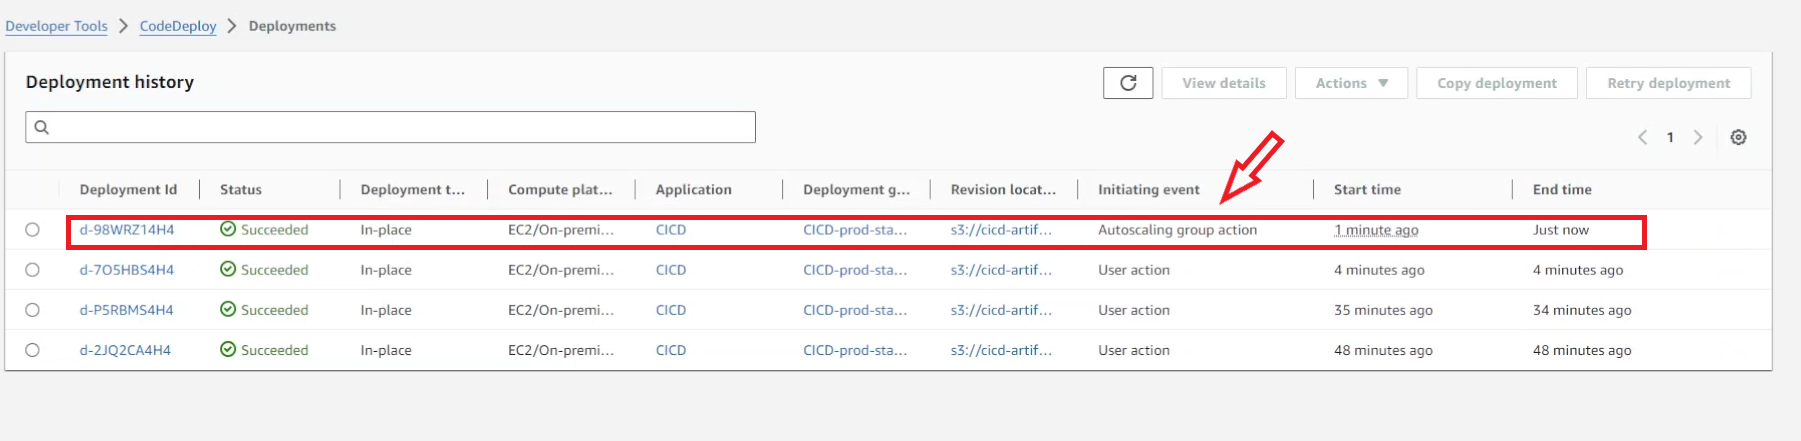 Developer Tools > CodeDeploy > Deployments
Deployment history
View details Actions Copy deployment Retry deployment
1
Deployment Id Status Deployment t... Compute plat... Application Deployment g... Revision locat... Initiating event Start time End time
d-98WRZ14H4 Succeeded In-place EC2/On-premi... CICD CICD-prod-sta... s3://cicd-artif... Autoscaling group action 1 minute ago Just now
d-7O5HBS4H4 Succeeded In-place EC2/On-premi... CICD CICD-prod-sta... s3://cicd-artif... User action 4 minutes ago 4 minutes ago
d-P5RBMS4H4 Succeeded In-place EC2/On-premi... CICD CICD-prod-sta... s3://cicd-artif... User action 35 minutes ago 34 minutes ago
d-2JQ2CA4H4 Succeeded In-place EC2/On-premi... CICD CICD-prod-sta... s3://cicd-artif... User action 48 minutes ago 48 minutes ago